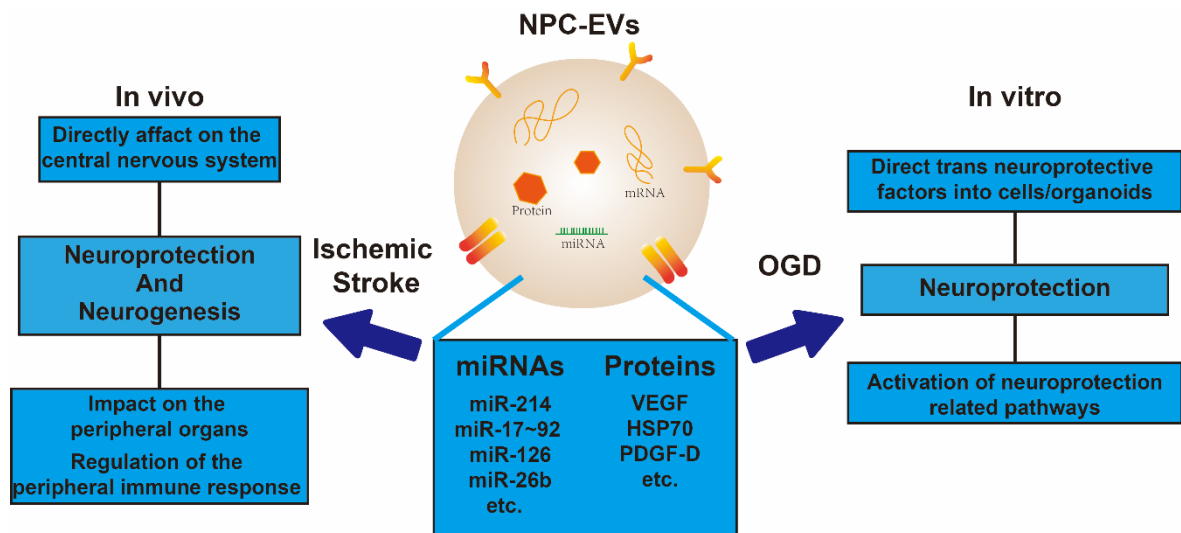 NPC-EVs
In vivo
Directly affact on the
central nervous system
Neuroprotection
And
Neurogenesis
Impact on the
peripheral organs
Regulation of the
peripheral immune response
Ischemic
Stroke
mRNA
Protein
miRNA
miRNAs
miR-214
miR-17~92
miR-126
miR-26b
etc.
Proteins
VEGF
HSP70
PDGF-D
etc.
OGD
In vitro
Direct trans neuroprotective
factors into cells/organoids
Neuroprotection
Activation of neuroprotection
related pathways